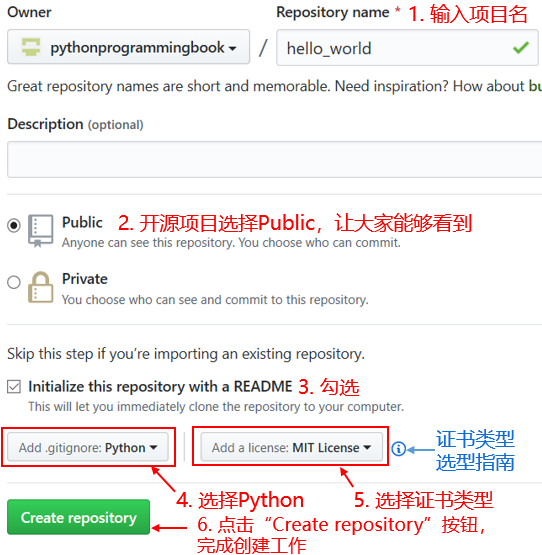 Owner
Repository name * 1. 输入项目名
pythonprogrammingbook / hello_world
Great repository names are short and memorable. Need inspiration? How about
Description (optional)
Public 2. 开源项目选择Public，让大家能够看到
Anyone can see this repository. You choose who can commit.
Private
You choose who can see and commit to this repository.
Skip this step if you’re importing an existing repository.
Initialize this repository with a README 3. 勾选
This will let you immediately clone the repository to your computer.
Add .gitignore: Python
Add a license: MIT License
证书类型
选型指南
4. 选择Python
5. 选择证书类型
Create repository
6. 点击“Create repository”按钮，
完成创建工作